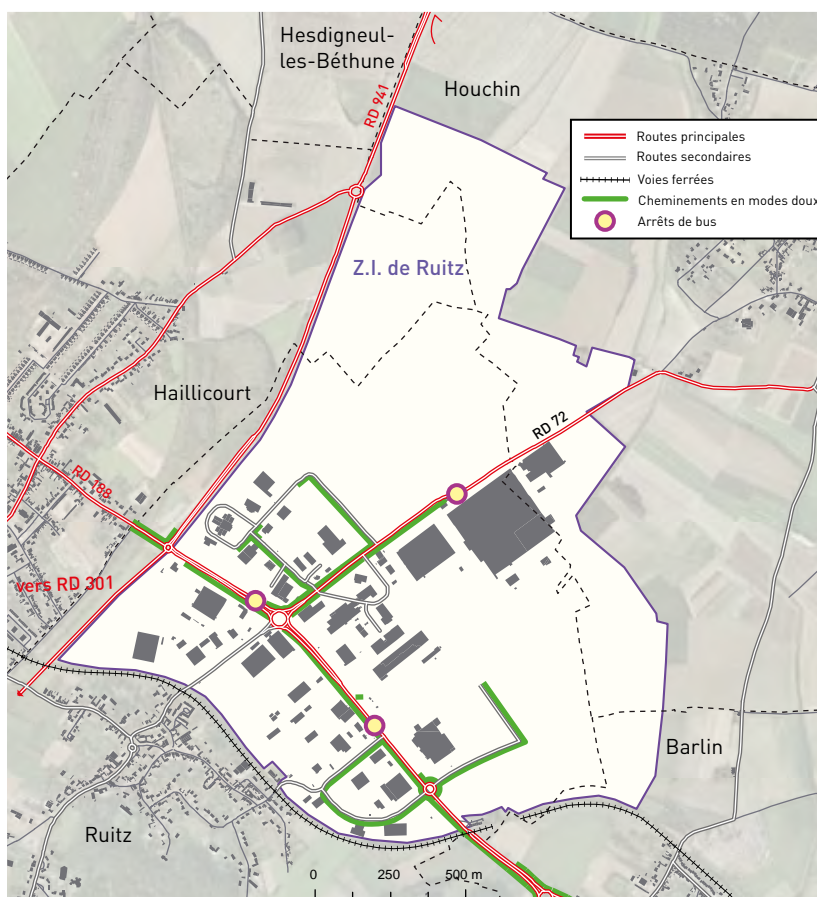 Hesdigneul-
les-Béthune
Houchin
RD 941
Routes principales
Routes secondaires
Voies ferrées
Cheminements en modes doux
Arrêts de bus
Z.I. de Ruitz
Haillicourt
RD 72
RD 188
vers RD 301
Barlin
Ruitz
0 250 500 m